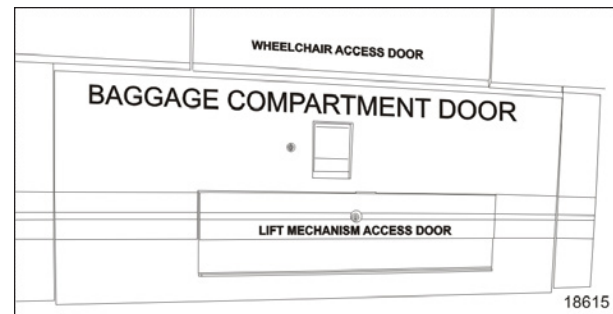 WHEELCHAIR ACCESS DOOR
BAGGAGE COMPARTMENT DOOR
LIFT MECHANISM ACCESS DOOR
18615